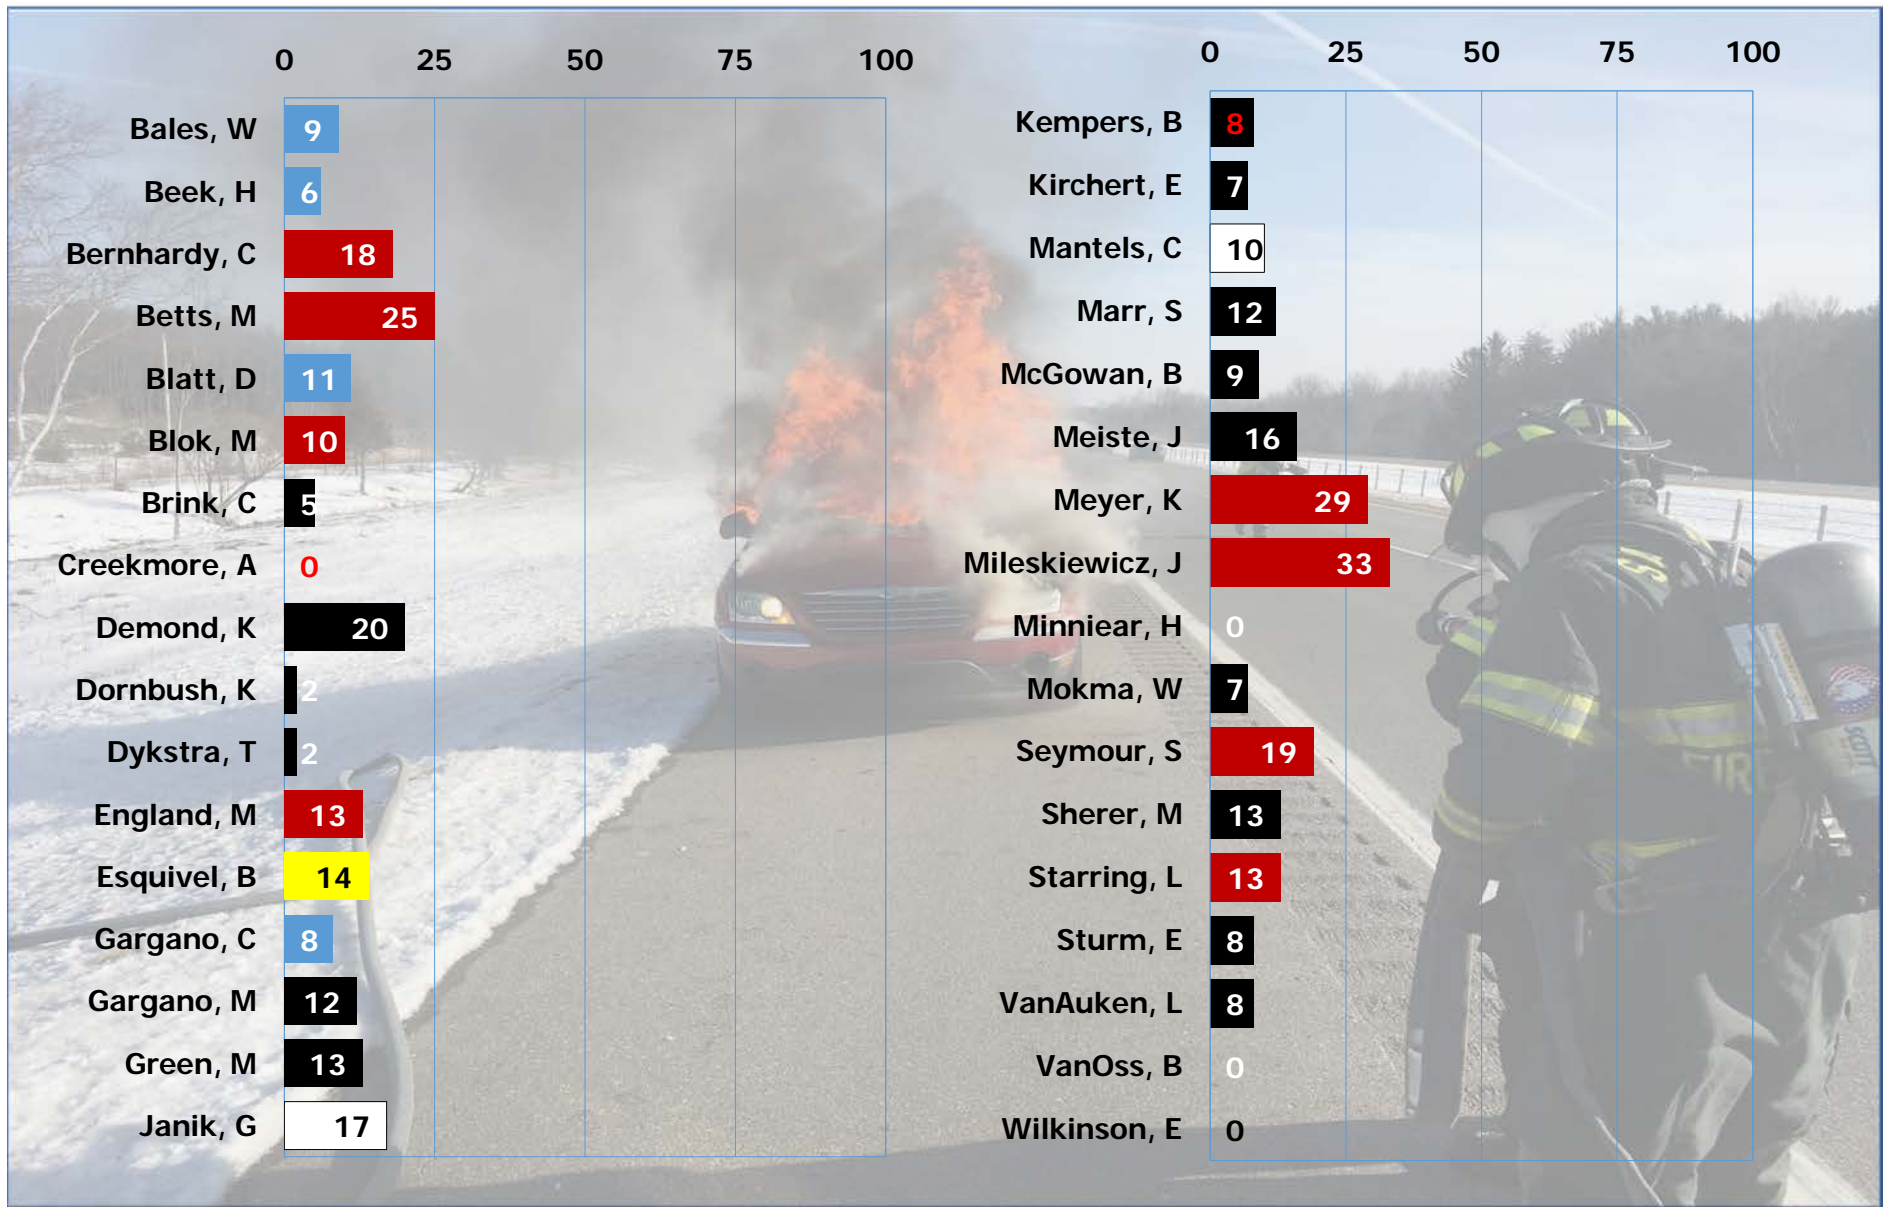 0 25 50 75 100
Bales, W 9
Beek, H 6
Bernhardy, C 18
Betts, M 25
Blatt, D 11
Blok, M 10
Brink, C 5
Creekmore, A 0
Demond, K 20
Dornbush, K 2
Dykstra, T 2
England, M 13
Esquivel, B 14
Gargano, C 8
Gargano, M 12
Green, M 13
Janik, G 17
0 25 50 75 100
Kempers, B 8
Kirchert, E 7
Mantels, C 10
Marr, S 12
McGowan, B 9
Meiste, J 16
Meyer, K 29
Mileskiewicz, J 33
Minniear, H 0
Mokma, W 7
Seymour, S 19
Sherer, M 13
Starring, L 13
Sturm, E 8
VanAuken, L 8
VanOss, B 0
Wilkinson, E 0
SCOTT